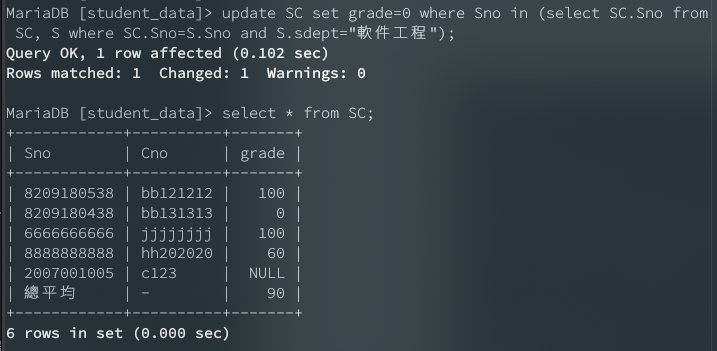 MariaDB [student_data]> update SC set grade=0 where Sno in (select SC.Sno from
SC, S where SC.Sno=S.Sno and S.sdept="軟件工程");
Query OK, 1 row affected (0.102 sec)
Rows matched: 1  Changed: 1  Warnings: 0

MariaDB [student_data]> select * from SC;
+------------+----------+-------+
| Sno        | Cno      | grade |
+------------+----------+-------+
| 8209180538 | bb121212 |   100 |
| 8209180438 | bb131313 |     0 |
| 6666666666 | jjjjjjjj |   100 |
| 8888888888 | hh202020 |    60 |
| 2007001005 | c123     |  NULL |
| 總平均     | -        |    90 |
+------------+----------+-------+
6 rows in set (0.000 sec)